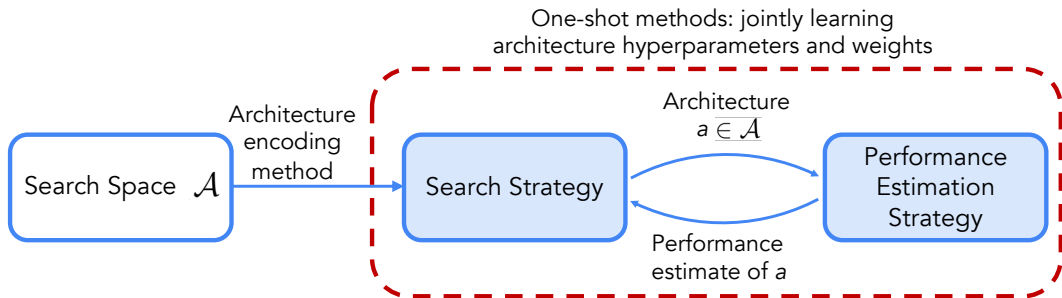 One-shot methods: jointly learning
architecture hyperparameters and weights
Architecture
encoding
method
Search Space 𝒜
Search Strategy
Architecture
a ∈ 𝒜
Performance
estimate of a
Performance
Estimation
Strategy